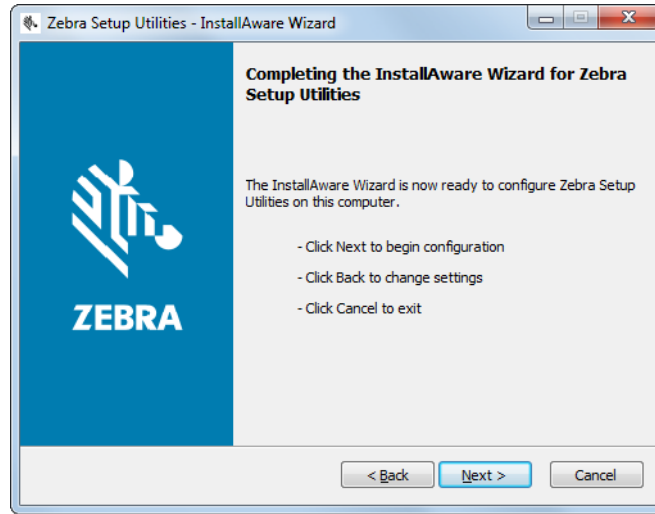 Zebra Setup Utilities - InstallAware Wizard
Completing the InstallAware Wizard for Zebra
Setup Utilities
The InstallAware Wizard is now ready to configure Zebra Setup
Utilities on this computer.
- Click Next to begin configuration
- Click Back to change settings
- Click Cancel to exit
ZEBRA
< Back
Next >
Cancel